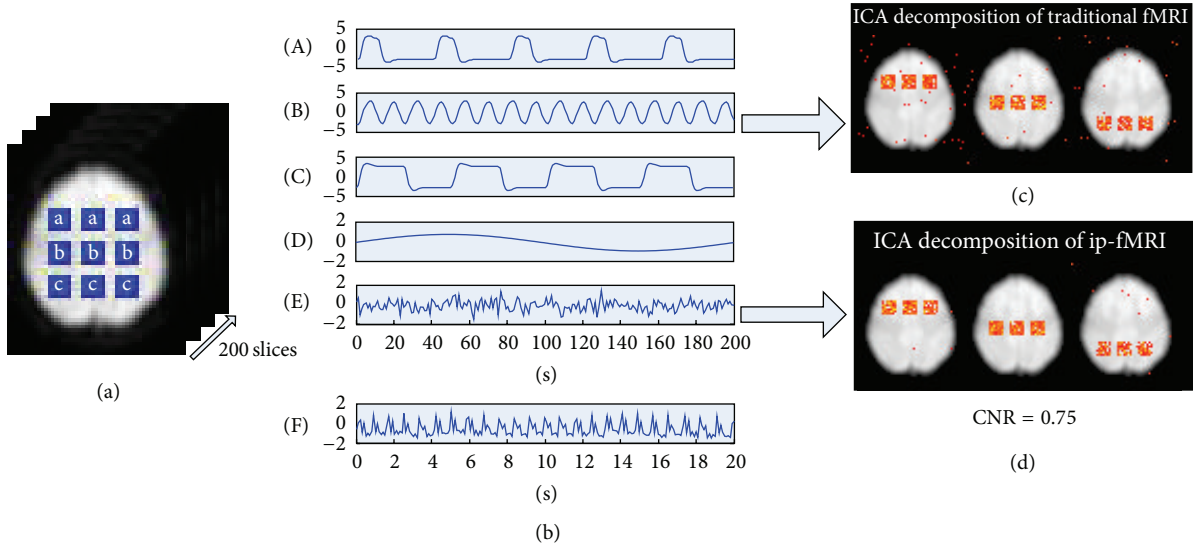 a a a
b b b
c c c
200 slices
(a)
(A)
5
0
−5
(B)
5
0
−5
(C)
5
0
−5
(D)
2
0
−2
(E)
2
0
−2
0 20 40 60 80 100 120 140 160 180 200
(s)
(F)
2
0
−2
0 2 4 6 8 10 12 14 16 18 20
(s)
(b)
ICA decomposition of traditional fMRI
(c)
ICA decomposition of ip-fMRI
CNR = 0.75
(d)